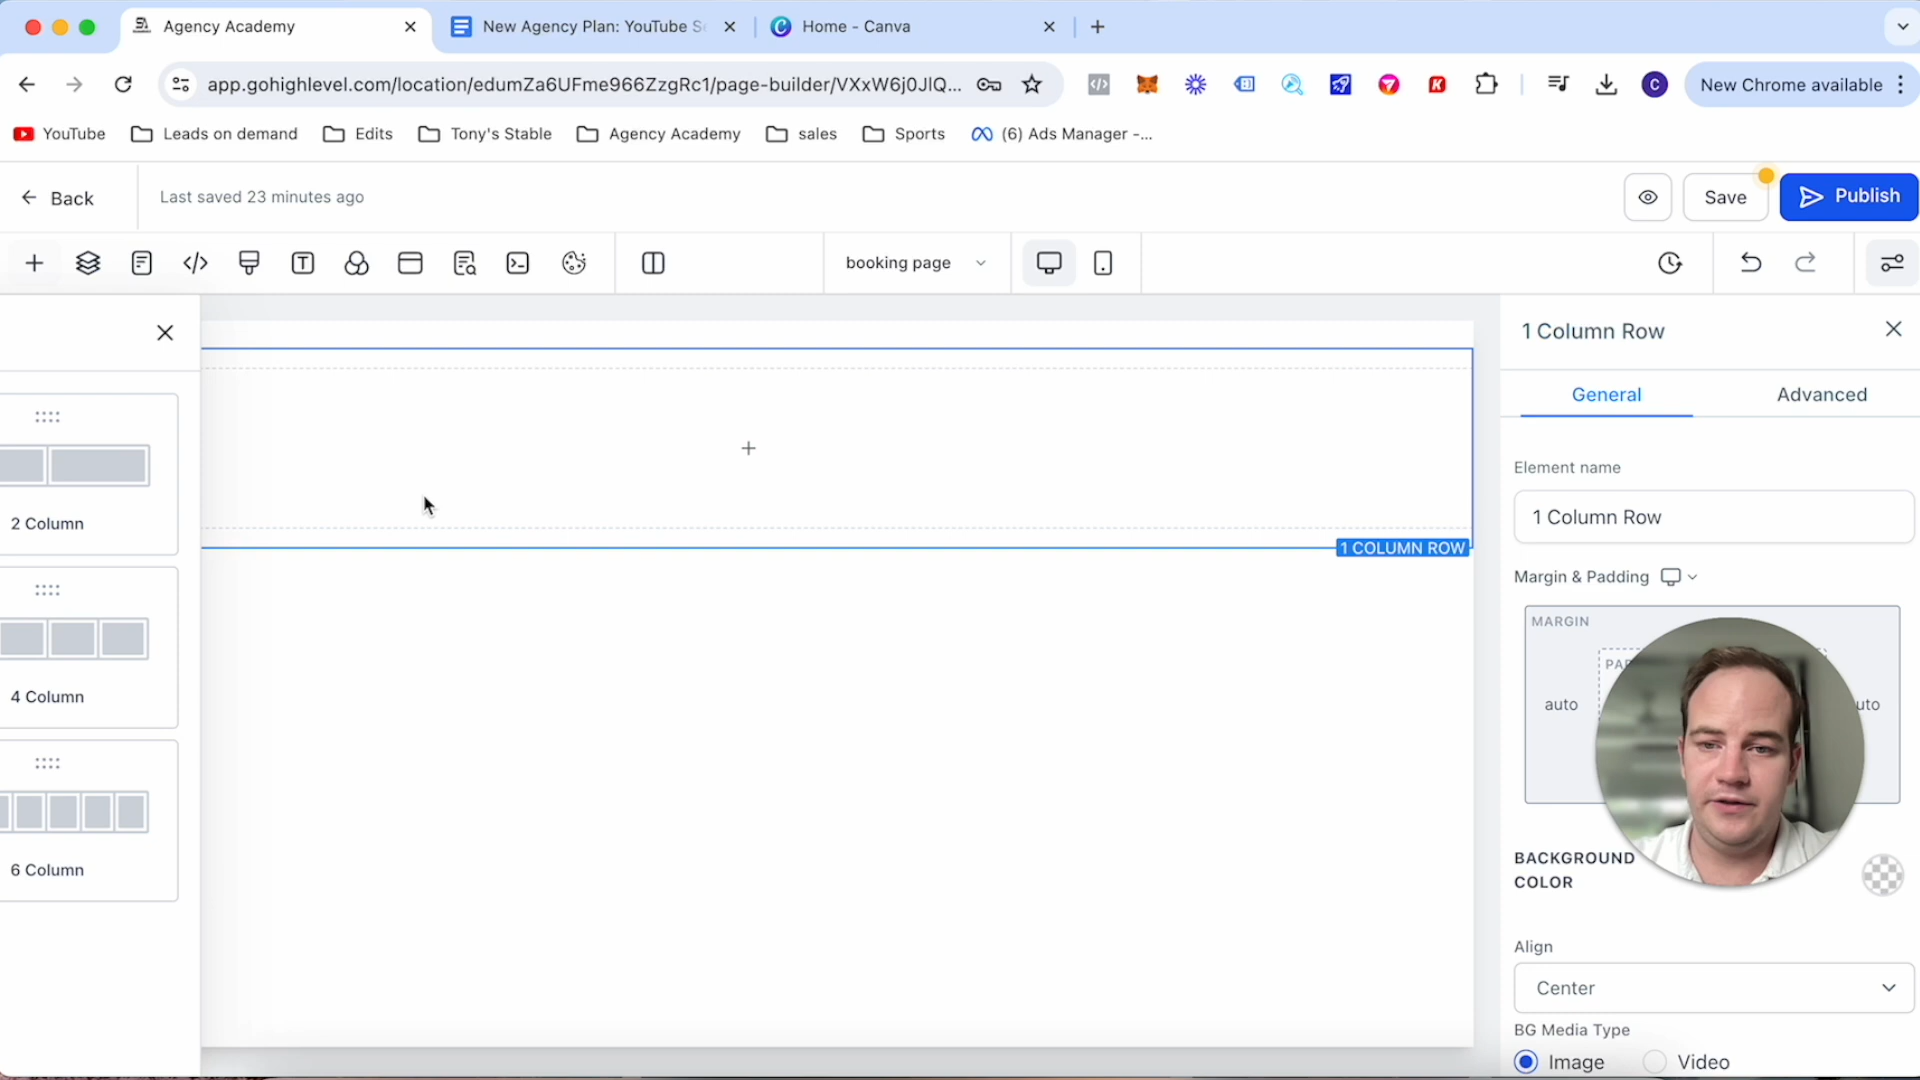 Agency Academy
New Agency Plan: YouTube Se
Home - Canva
app.gohighlevel.com/location/edumZa6UFme966ZzgRc1/page-builder/VXxW6j0JlQ...
New Chrome available
YouTube
Leads on demand
Edits
Tony's Stable
Agency Academy
sales
Sports
(6) Ads Manager -...
Back
Last saved 23 minutes ago
Save
Publish
booking page
2 Column
4 Column
6 Column
1 COLUMN ROW
1 Column Row
General
Advanced
Element name
1 Column Row
Margin & Padding
MARGIN
PA
auto
uto
BACKGROUND
COLOR
Align
Center
BG Media Type
Image
Video